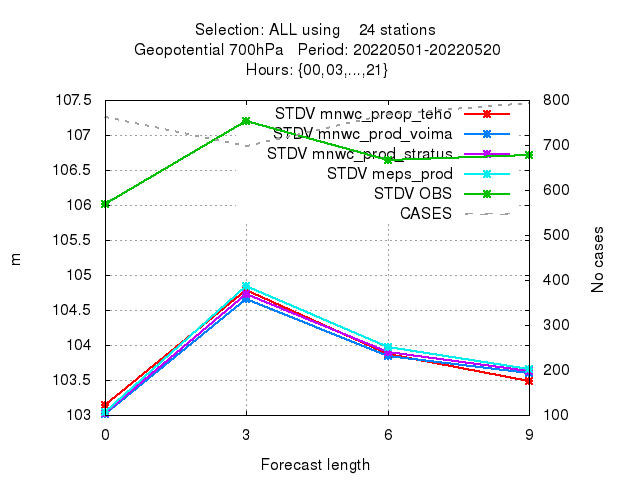 Selection: ALL using    24 stations
Geopotential 700hPa   Period: 20220501-20220520
Hours: {00,03,...,21}
107.5
107
106.5
106
105.5
105
104.5
104
103.5
103
m
STDV mnwc_preop_teho
STDV mnwc_prod_voima
STDV mnwc_prod_stratus
STDV meps_prod
STDV OBS
CASES
800
700
600
500
400
300
200
100
No cases
0 3 6 9
Forecast length